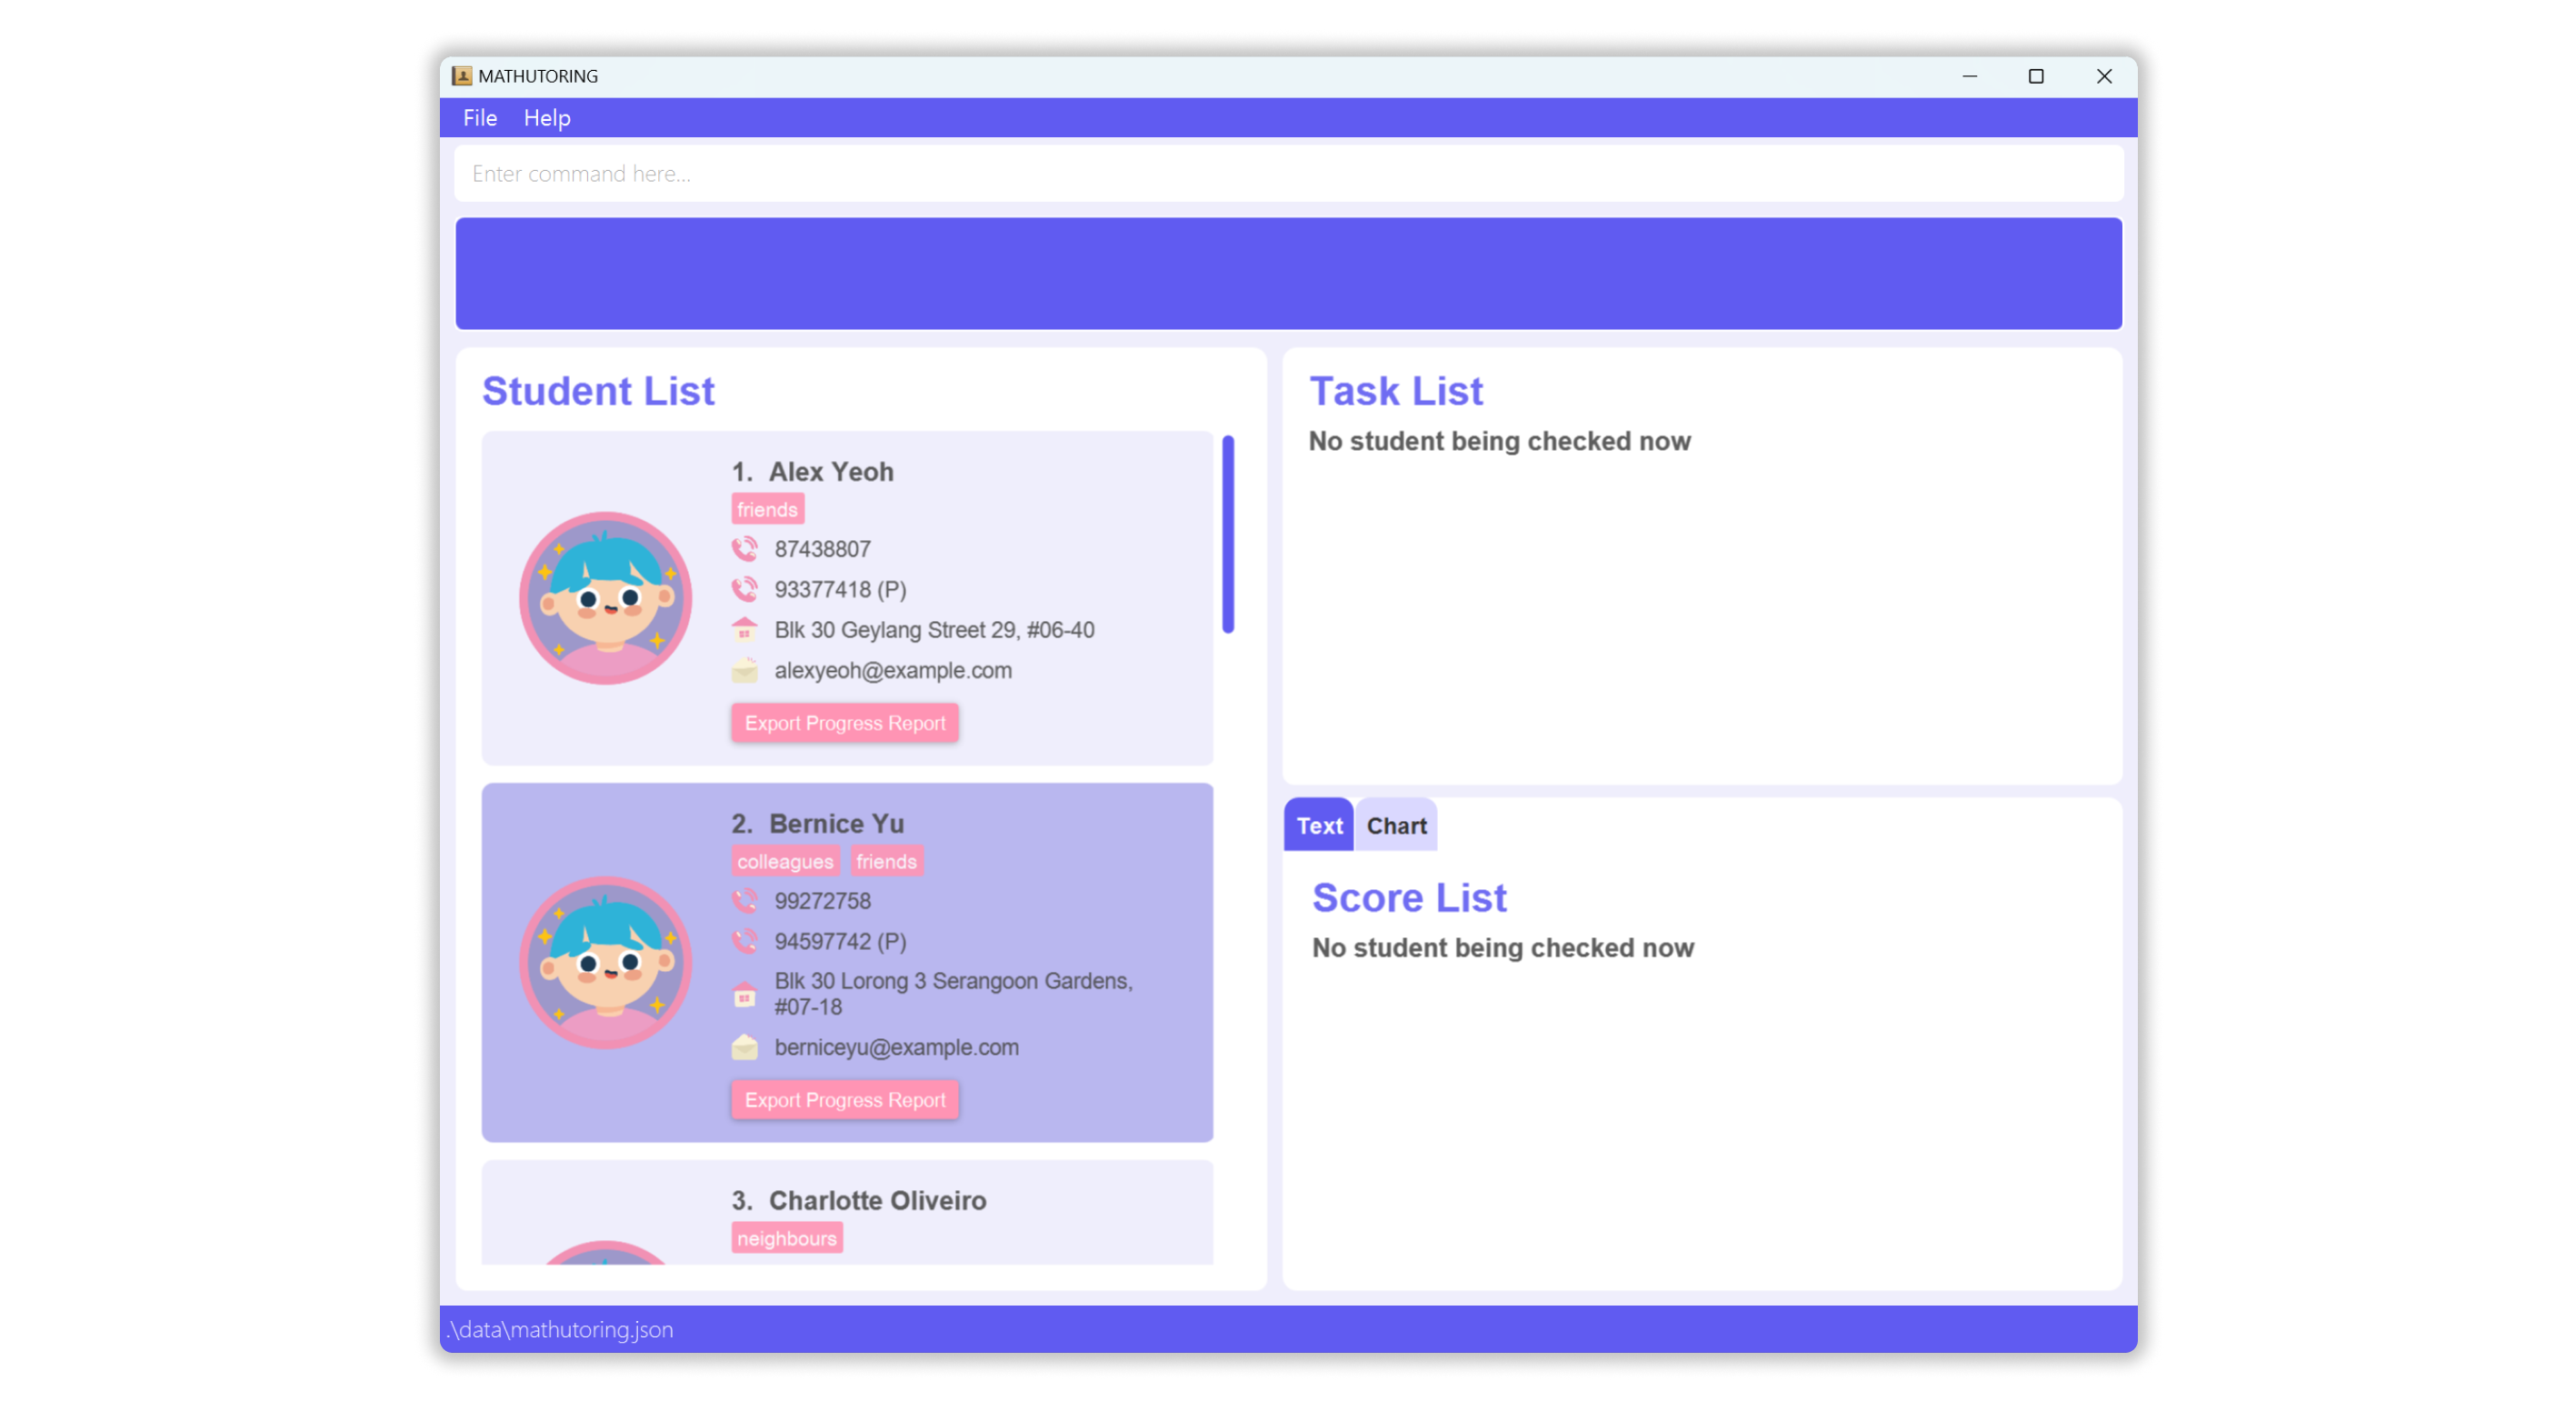 MATHUTORING
File Help
Enter command here...
Student List
1. Alex Yeoh
friends
87438807
93377418 (P)
Blk 30 Geylang Street 29, #06-40
alexyeoh@example.com
Export Progress Report
2. Bernice Yu
colleagues friends
99272758
94597742 (P)
Blk 30 Lorong 3 Serangoon Gardens,
#07-18
berniceyu@example.com
Export Progress Report
3. Charlotte Oliveiro
neighbours
Task List
No student being checked now
Text Chart
Score List
No student being checked now
.\data\mathutoring.json